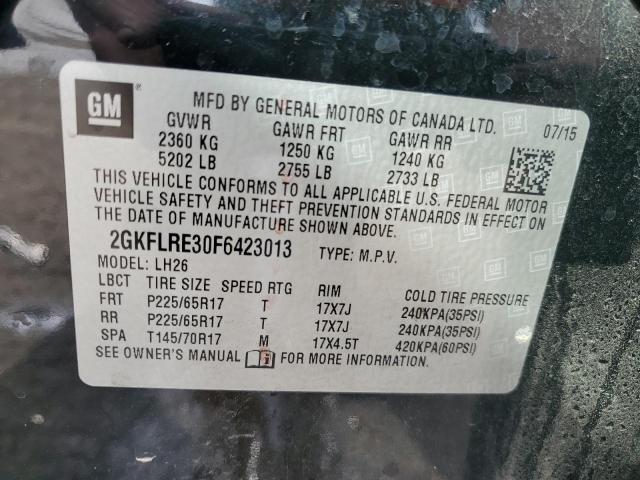 GM
MFD BY GENERAL MOTORS OF CANADA LTD.
07/15
GVWR GAWR FRT GAWR RR
2360 KG 1250 KG 1240 KG
5202 LB 2755 LB 2733 LB
THIS VEHICLE CONFORMS TO ALL APPLICABLE U.S. FEDERAL MOTOR
VEHICLE SAFETY AND THEFT PREVENTION STANDARDS IN EFFECT ON
THE DATE OF MANUFACTURE SHOWN ABOVE.
2GKFLRE30F6423013 TYPE: M.P.V.
MODEL: LH26
LBCT TIRE SIZE SPEED RTG RIM COLD TIRE PRESSURE
FRT P225/65R17 T 17X7J 240KPA(35PSI)
RR P225/65R17 T 17X7J 240KPA(35PSI)
SPA T145/70R17 M 17X4.5T 420KPA(60PSI)
SEE OWNER'S MANUAL FOR MORE INFORMATION.